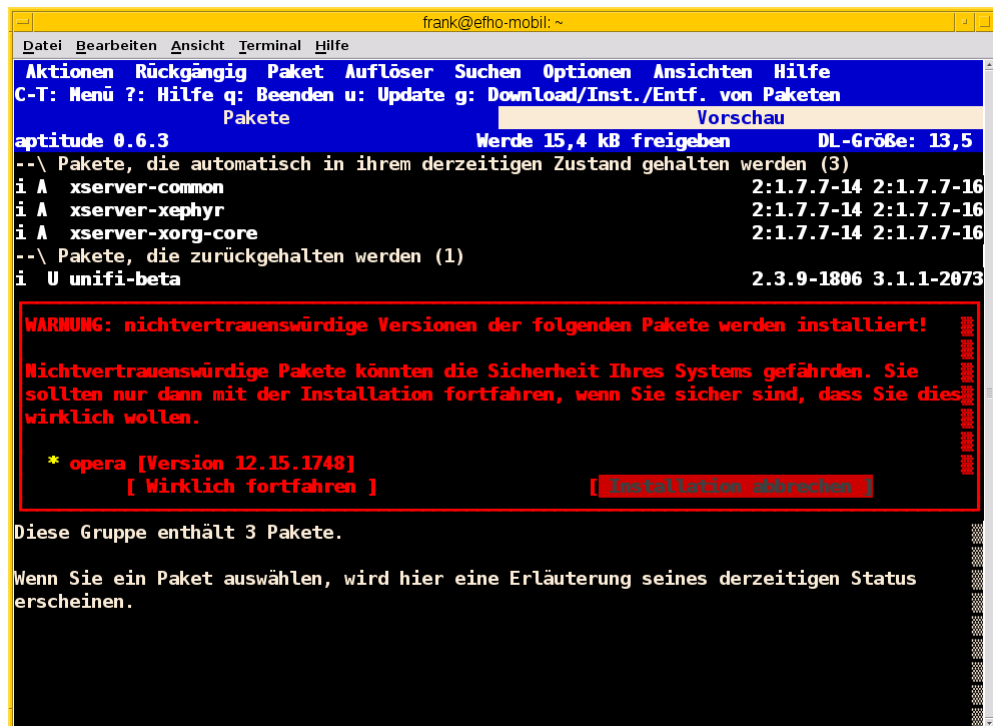 frank@efho-mobil: ~
Datei Bearbeiten Ansicht Terminal Hilfe
Aktionen Rückgängig Paket Auflöser Suchen Optionen Ansichten Hilfe
C-T: Menü ?: Hilfe q: Beenden u: Update g: Download/Inst./Entf. von Paketen
Pakete Vorschau
aptitude 0.6.3 Werde 15,4 kB freigeben DL-Größe: 13,5
--\ Pakete, die automatisch in ihrem derzeitigen Zustand gehalten werden (3)
i A xserver-common 2:1.7.7-14 2:1.7.7-16
i A xserver-xephyr 2:1.7.7-14 2:1.7.7-16
i A xserver-xorg-core 2:1.7.7-14 2:1.7.7-16
--\ Pakete, die zurückgehalten werden (1)
i U unifi-beta 2.3.9-1806 3.1.1-2073
WARNUNG: nichtvertrauenswürdige Versionen der folgenden Pakete werden installiert!
Nichtvertrauenswürdige Pakete könnten die Sicherheit Ihres Systems gefährden. Sie
sollten nur dann mit der Installation fortfahren, wenn Sie sicher sind, dass Sie dies
wirklich wollen.
* opera [Version 12.15.1748]
[ Wirklich fortfahren ] [ Installation abbrechen ]
Diese Gruppe enthält 3 Pakete.
Wenn Sie ein Paket auswählen, wird hier eine Erläuterung seines derzeitigen Status
erscheinen.